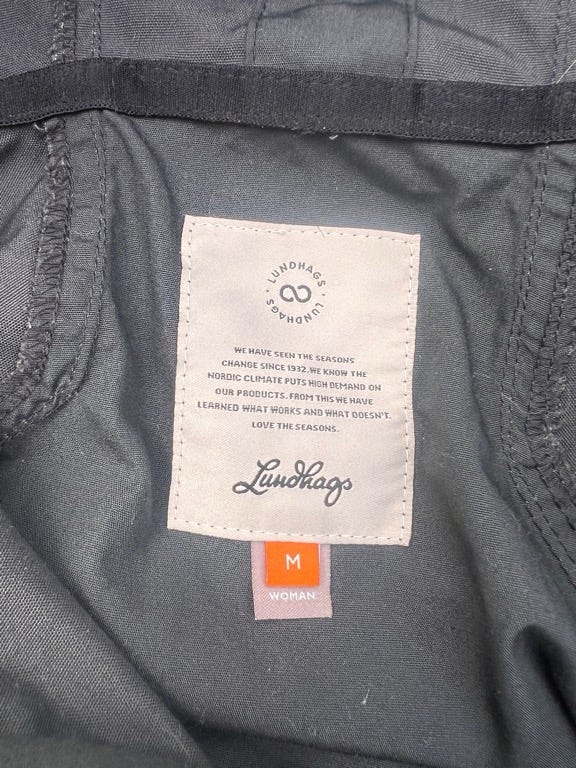 LUNDHAGS · LUNDHAGS ·
WE HAVE SEEN THE SEASONS
CHANGE SINCE 1932. WE KNOW THE
NORDIC CLIMATE PUTS HIGH DEMAND ON
OUR PRODUCTS. FROM THIS WE HAVE
LEARNED WHAT WORKS AND WHAT DOESN'T.
LOVE THE SEASONS.
Lundhags
M
WOMAN